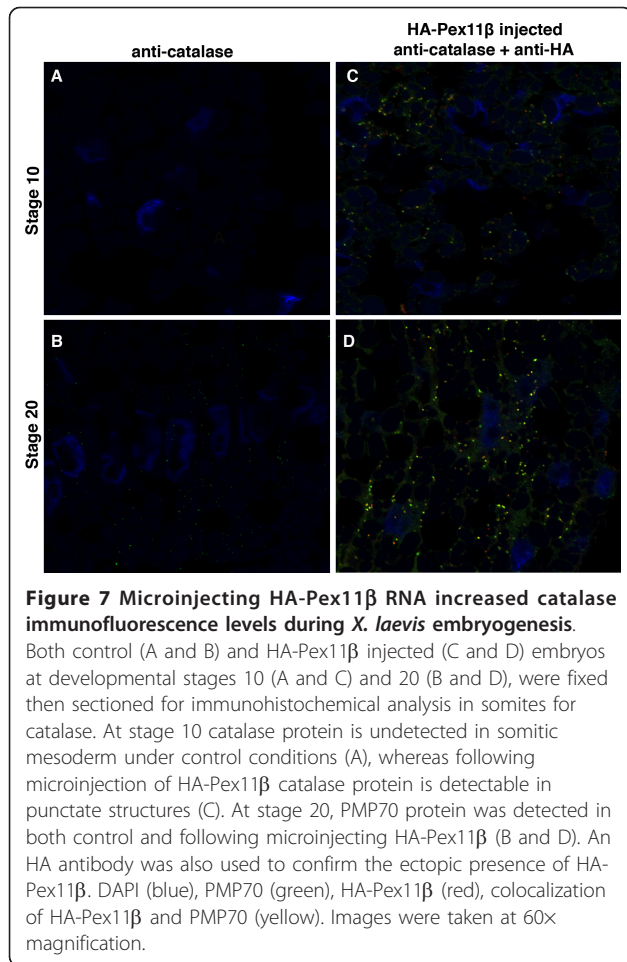 anti-catalase
HA-Pex11β injected
anti-catalase + anti-HA
A
C
Stage 10
B
D
Stage 20
Figure 7 Microinjecting HA-Pex11β RNA increased catalase
immunofluorescence levels during X. laevis embryogenesis.
Both control (A and B) and HA-Pex11β injected (C and D) embryos
at developmental stages 10 (A and C) and 20 (B and D), were fixed
then sectioned for immunohistochemical analysis in somites for
catalase. At stage 10 catalase protein is undetected in somitic
mesoderm under control conditions (A), whereas following
microinjection of HA-Pex11β catalase protein is detectable in
punctate structures (C). At stage 20, PMP70 protein was detected in
both control and following microinjecting HA-Pex11β (B and D). An
HA antibody was also used to confirm the ectopic presence of HA-
Pex11β. DAPI (blue), PMP70 (green), HA-Pex11β (red), colocalization
of HA-Pex11β and PMP70 (yellow). Images were taken at 60×
magnification.